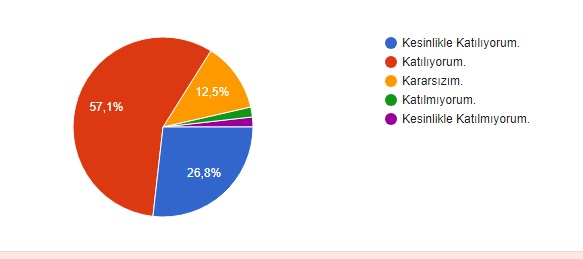 57,1%
12,5%
26,8%
Kesinlikle Katılıyorum.
Katılıyorum.
Kararsızım.
Katılmıyorum.
Kesinlikle Katılmıyorum.